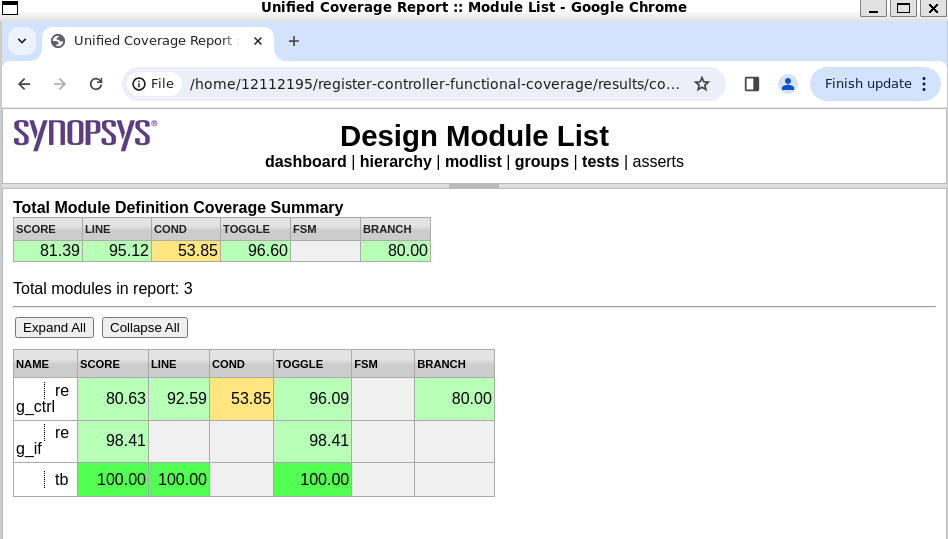 Unified Coverage Report :: Module List - Google Chrome
Unified Coverage Report :
File /home/12112195/register-controller-functional-coverage/results/co... Finish update
SYNOPSYS®
Design Module List
dashboard | hierarchy | modlist | groups | tests | asserts
Total Module Definition Coverage Summary
SCORE LINE COND TOGGLE FSM BRANCH
81.39 95.12 53.85 96.60 80.00
Total modules in report: 3
Expand All Collapse All
NAME SCORE LINE COND TOGGLE FSM BRANCH
re
g_ctrl 80.63 92.59 53.85 96.09 80.00
re
g_if 98.41 98.41
tb 100.00 100.00 100.00